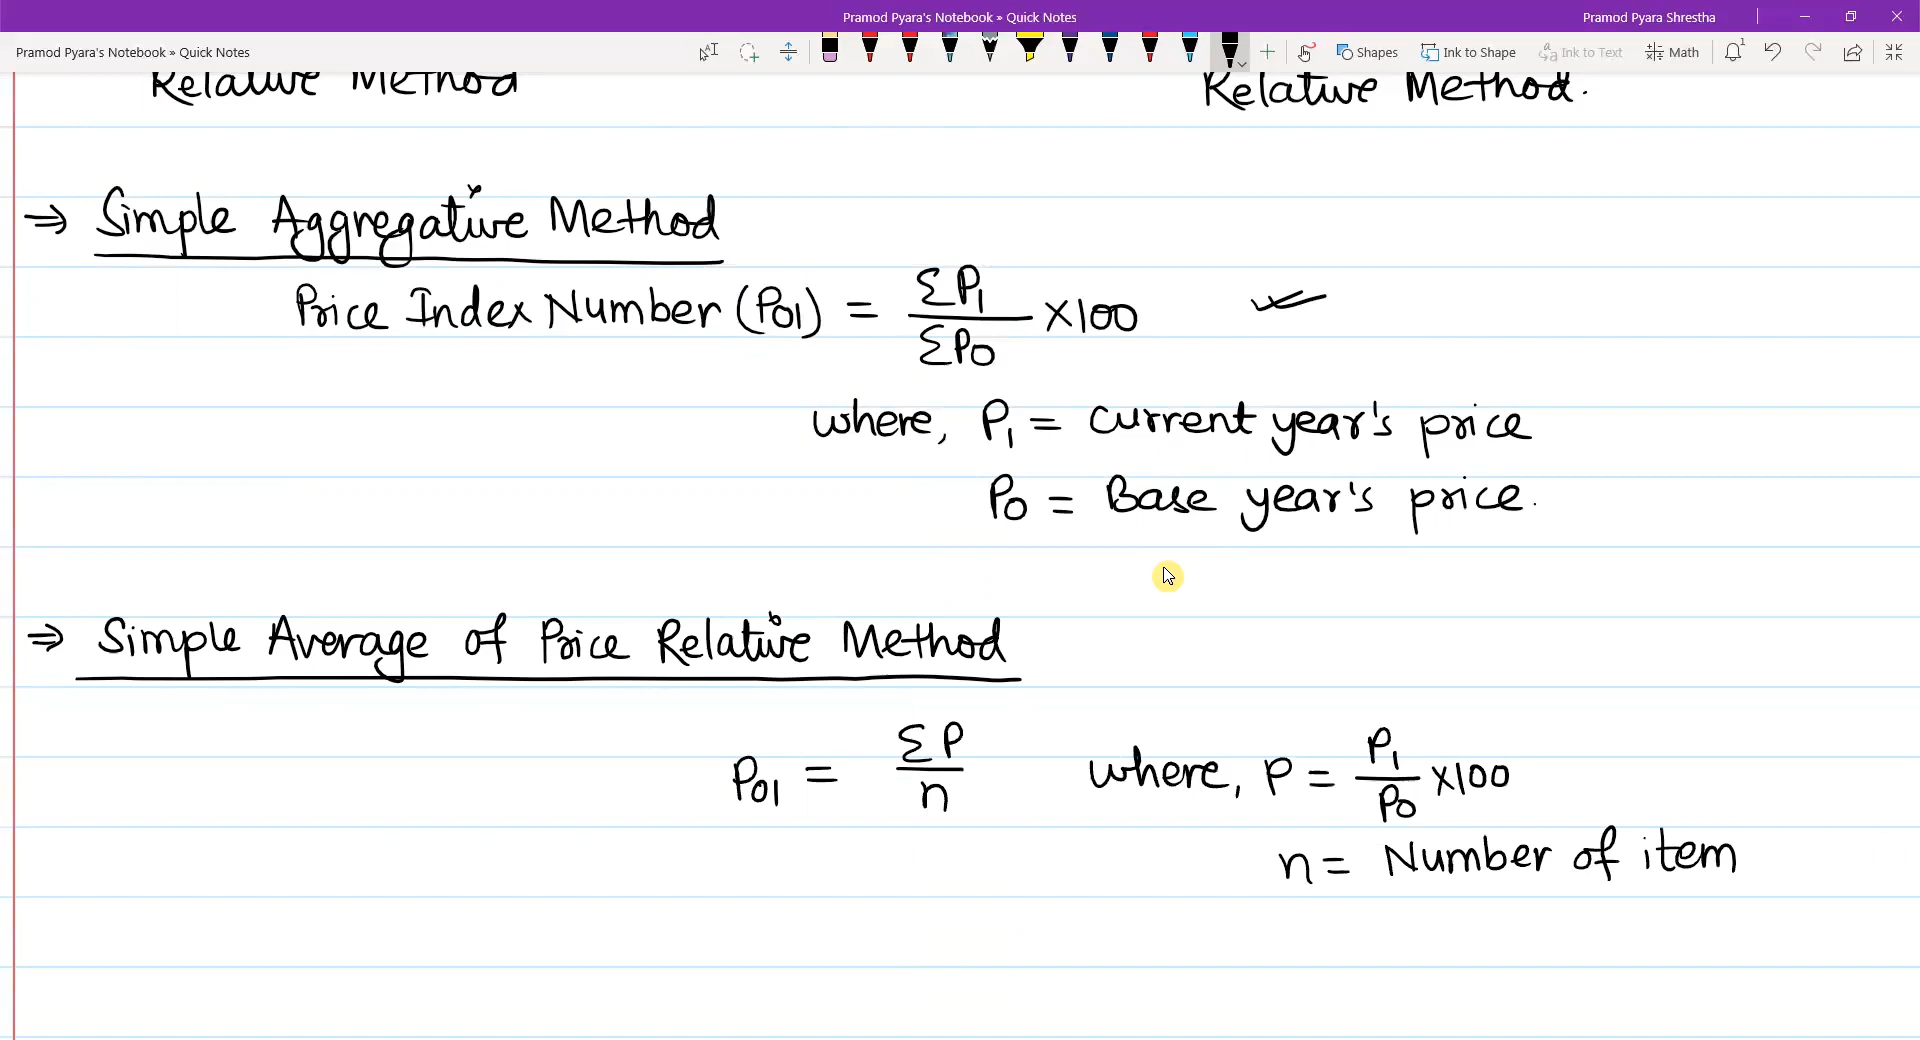 Pramod Pyara's Notebook » Quick Notes
Pramod Pyara Shrestha
Pramod Pyara's Notebook » Quick Notes
Shapes Ink to Shape Ink to Text Math
Relative Method Relative Method.
⇒ Simple Aggregative Method
Price Index Number (P01) = ΣP1 / ΣP0 ×100
where, P1 = current year's price
P0 = Base year's price.
⇒ Simple Average of Price Relative Method
P01 = ΣP / n where, P = P1 / P0 ×100
n = Number of item